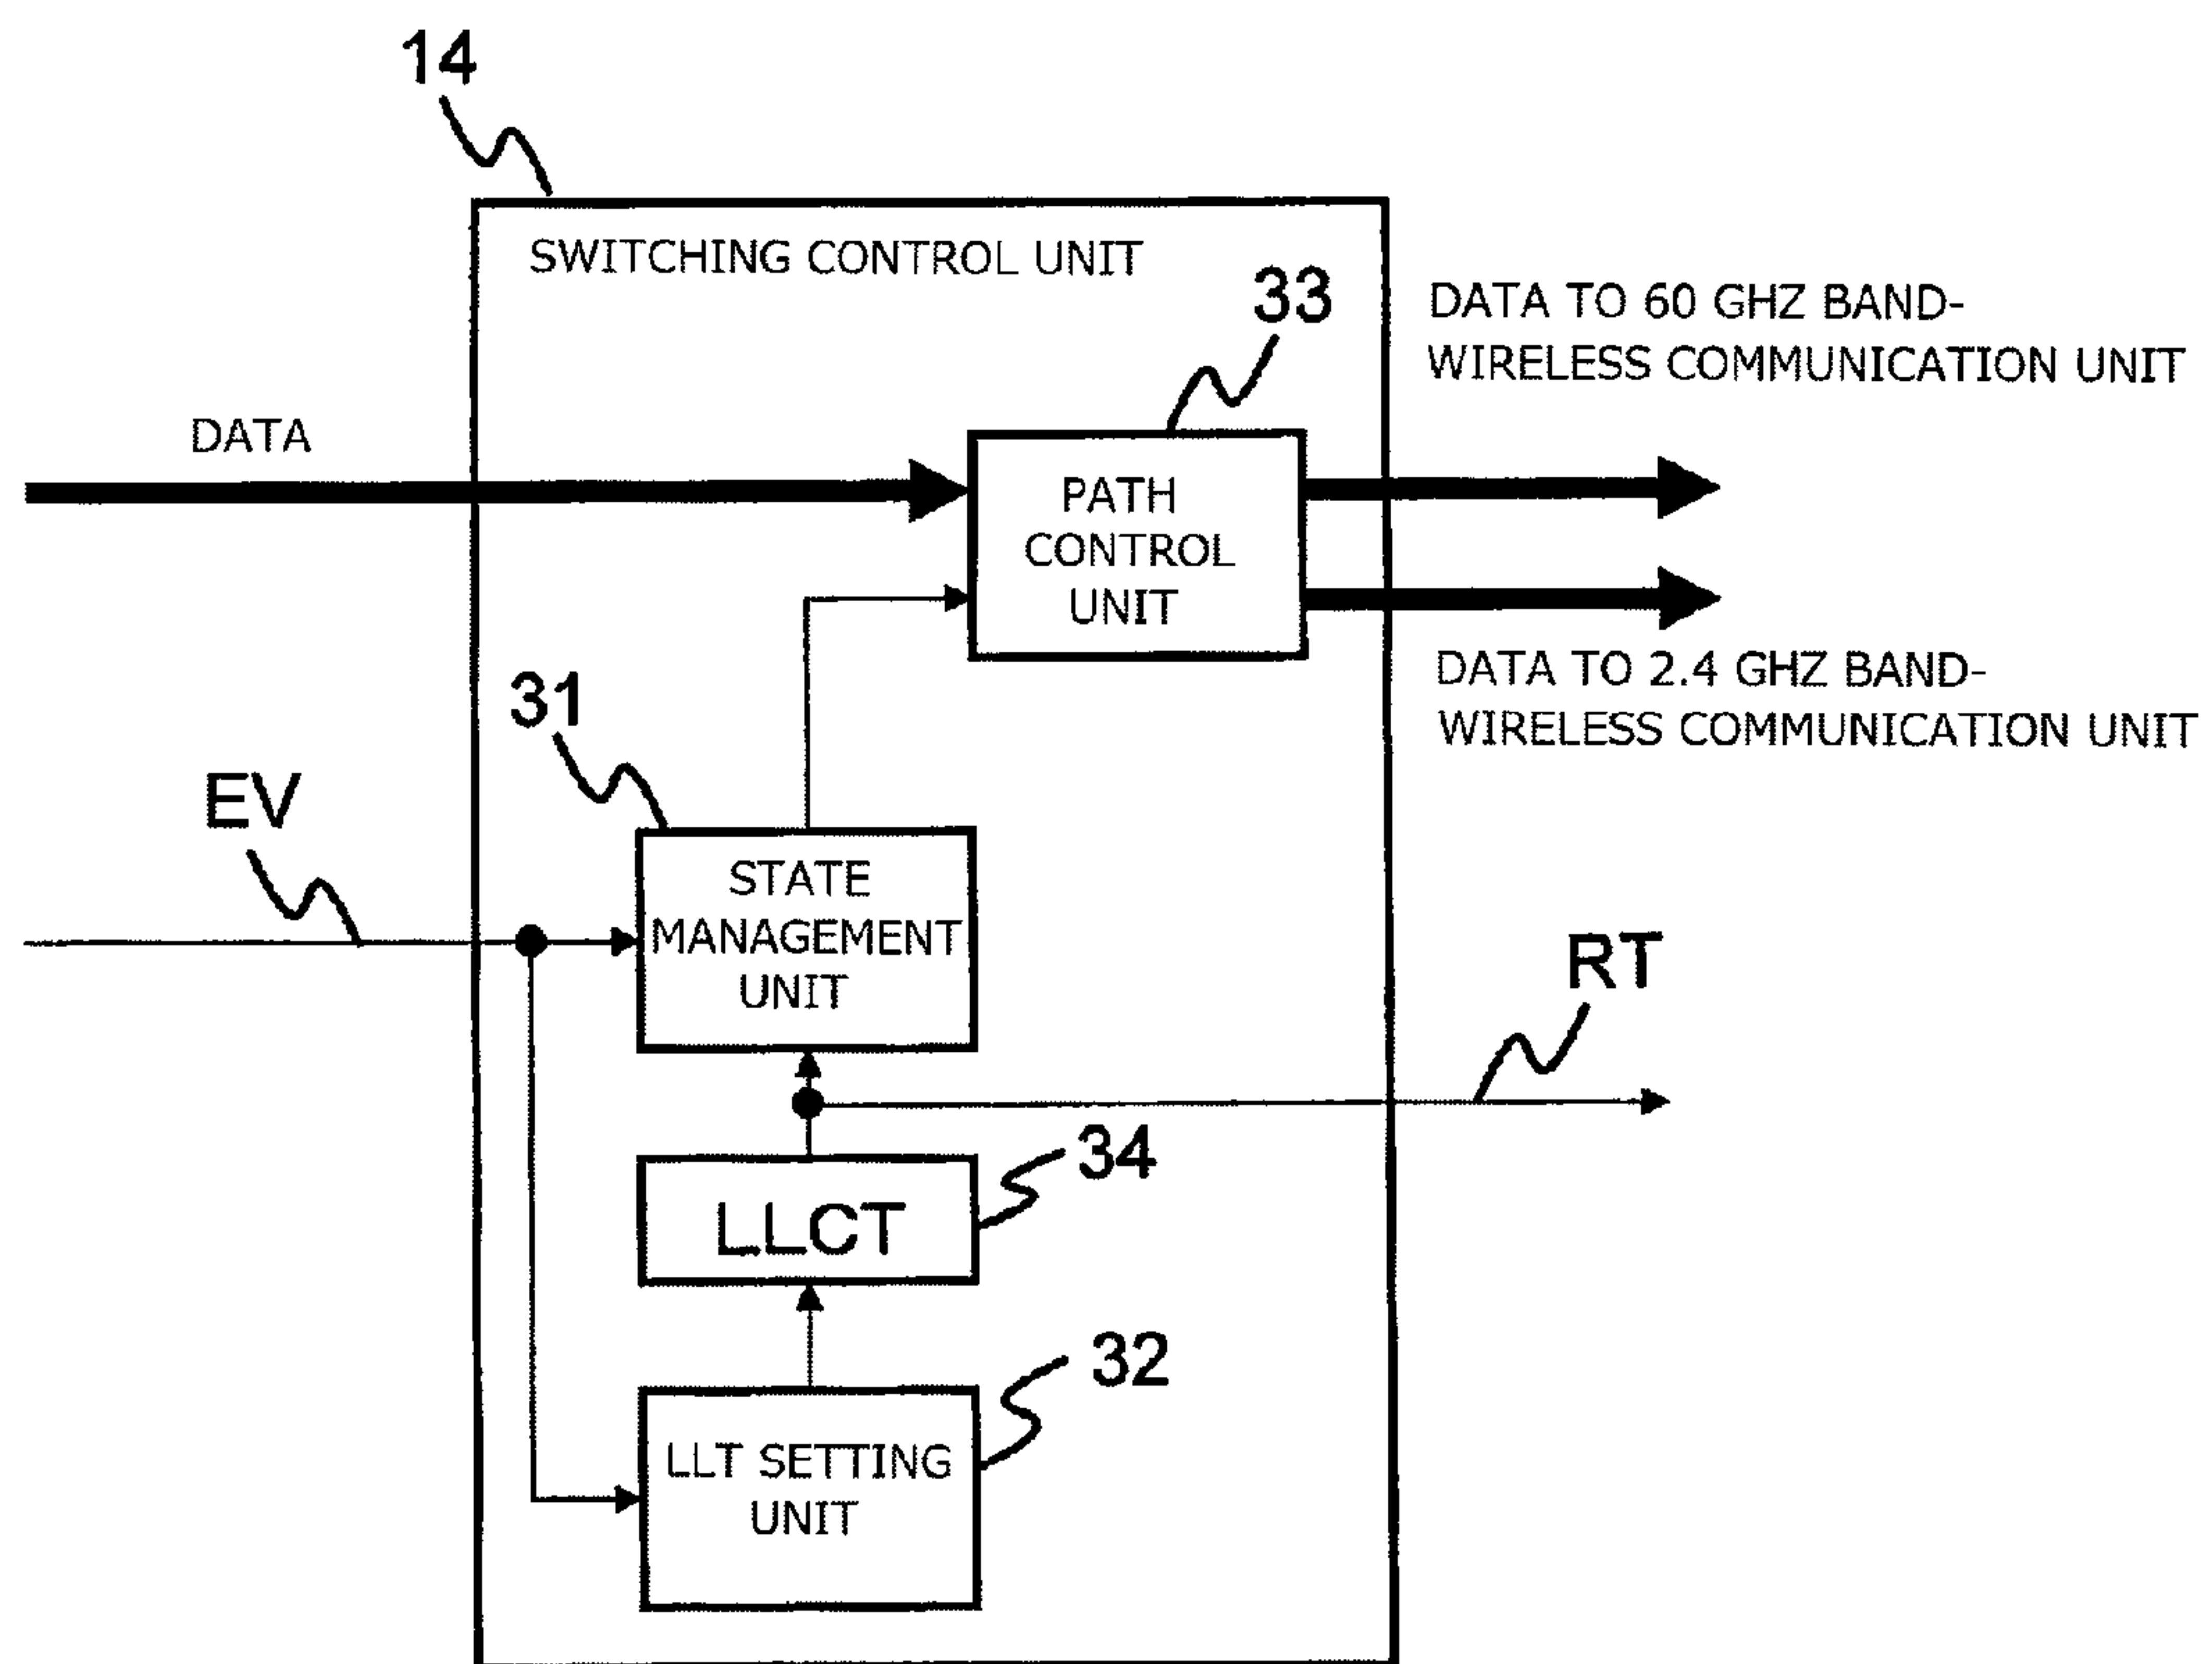 14
SWITCHING CONTROL UNIT
33
DATA TO 60 GHZ BAND-
WIRELESS COMMUNICATION UNIT
DATA
PATH
CONTROL
UNIT
DATA TO 2.4 GHZ BAND-
WIRELESS COMMUNICATION UNIT
31
EV
STATE
MANAGEMENT
UNIT
RT
34
LLCT
32
LLT SETTING
UNIT